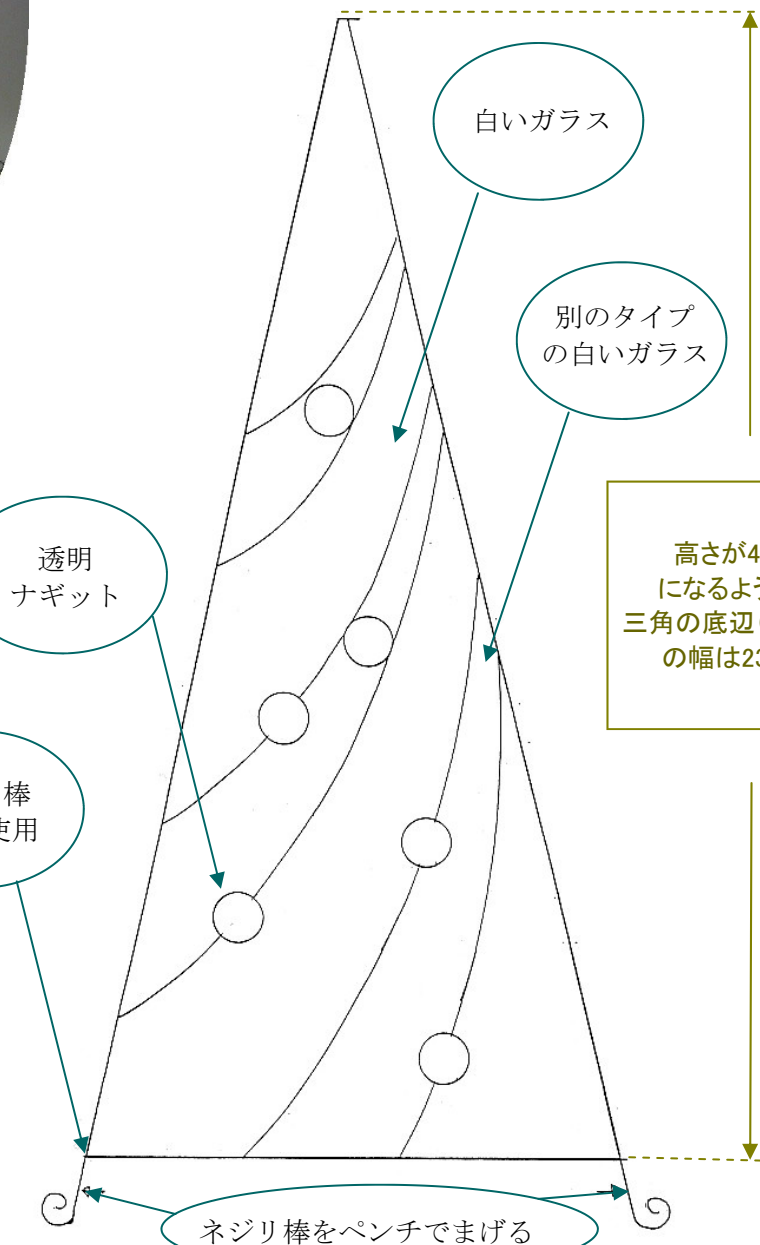 白いガラス
別のタイプ
の白いガラス
透明
ナギット
高さが4
になるよう
三角の底辺
の幅は23
棒
使用
ネジリ棒をペンチでまげる